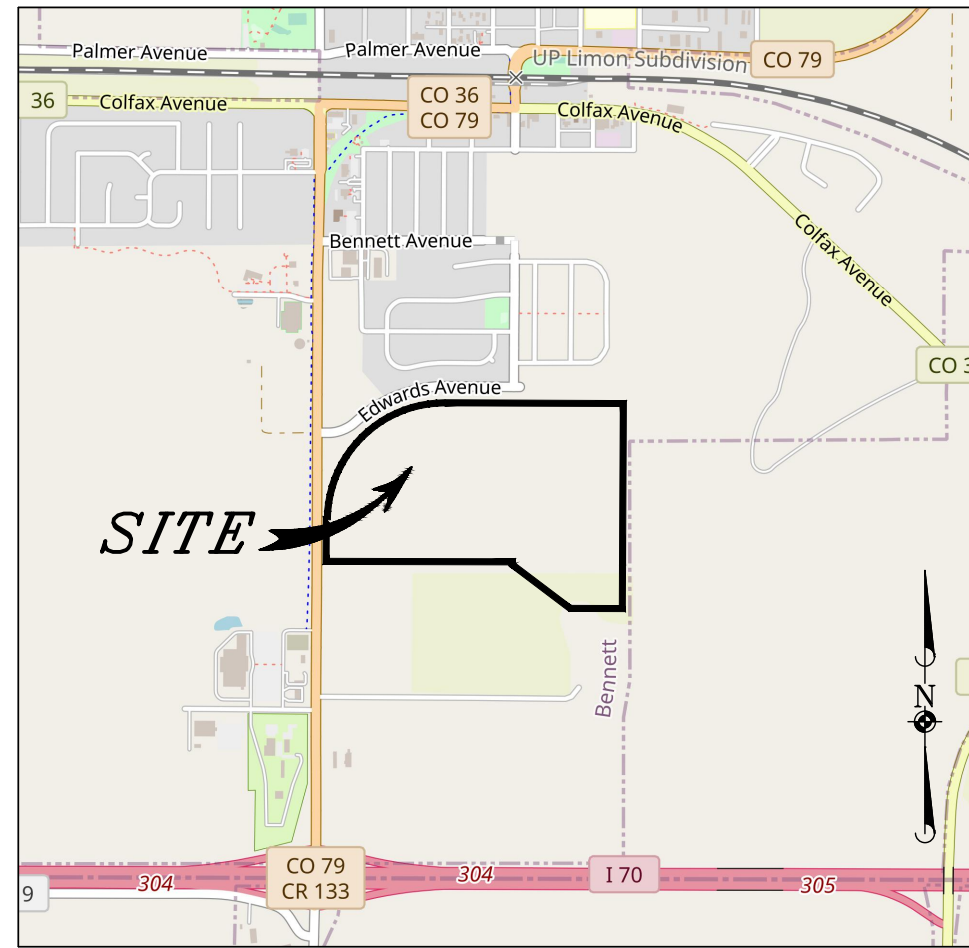 Palmer Avenue
Palmer Avenue
UP Limon Subdivision
CO 79
36
Colfax Avenue
CO 36
CO 79
Colfax Avenue
Bennett Avenue
Colfax Avenue
CO 3
Edwards Avenue
SITE
Bennett
N
CO 79
CR 133
304
304
I 70
305
9